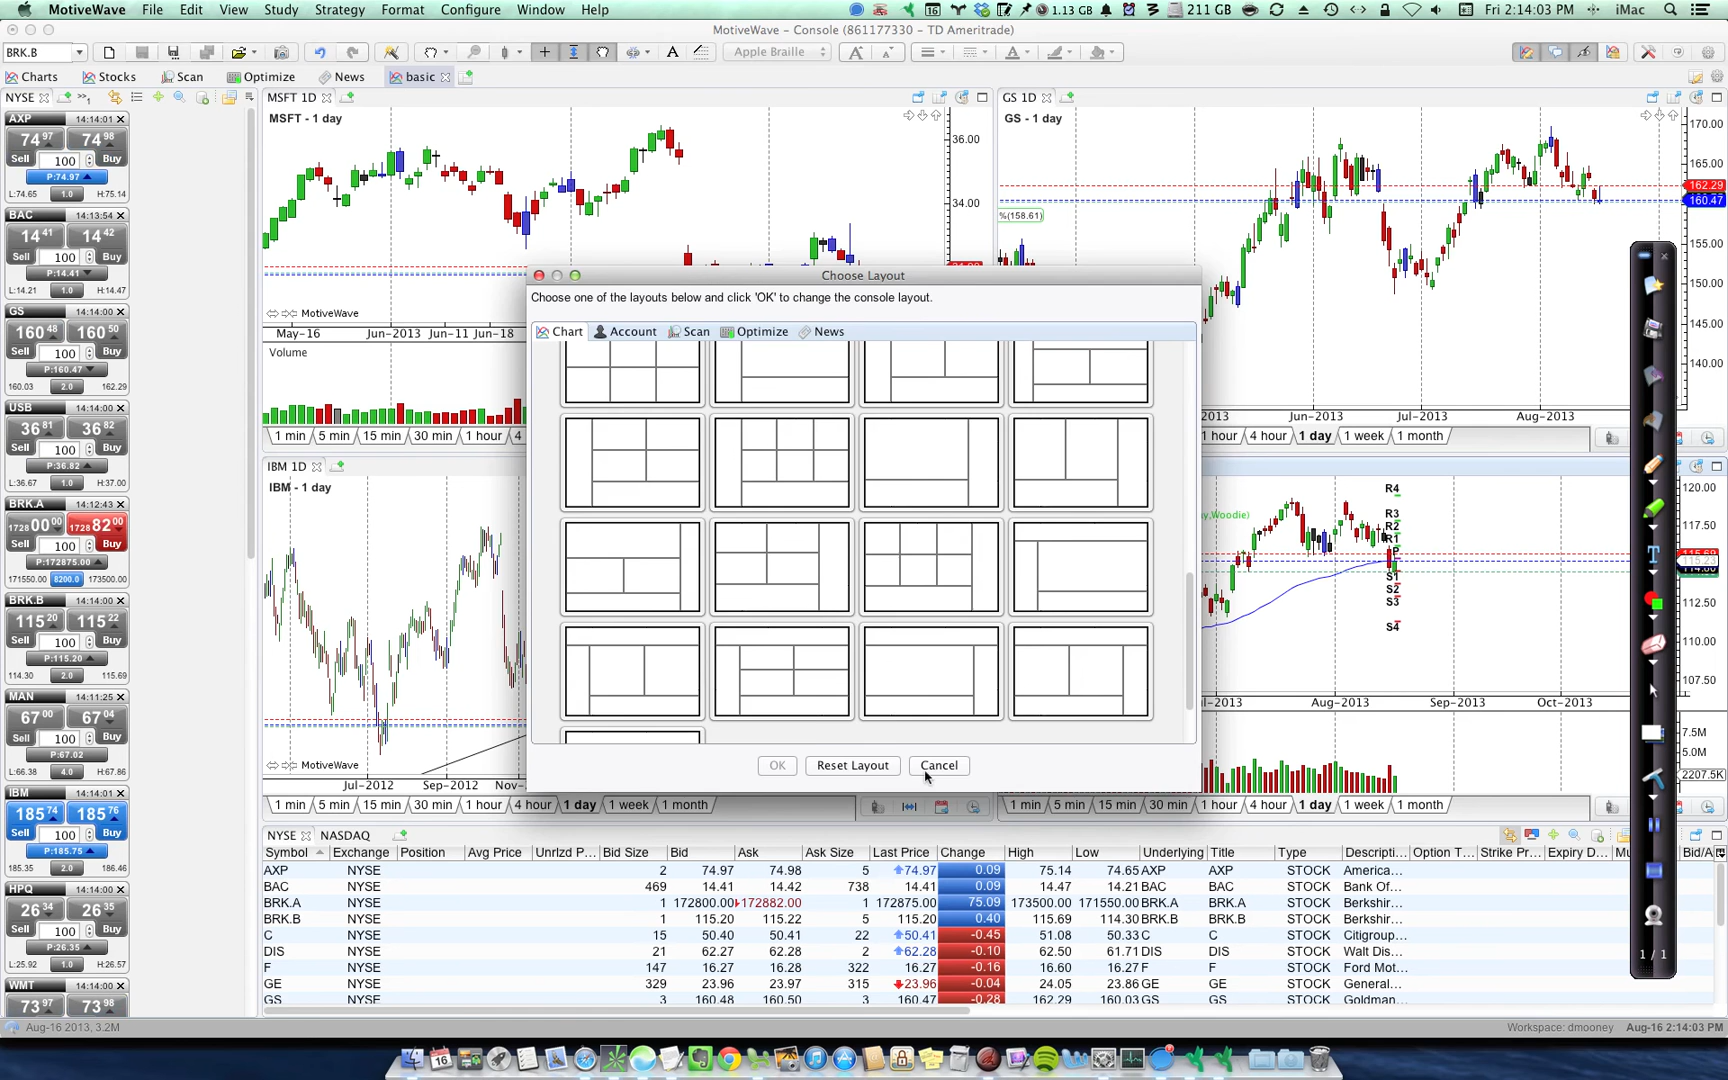 MotiveWave File Edit View Study Strategy Format Configure Window Help 1.13 GB 211 GB Fri 2:14:03 PM iMac
MotiveWave – Console (861177330 – TD Ameritrade)
BRK.B Apple Braille
Charts Stocks Scan Optimize News basic
NYSE
AXP 14:14:01
74 97 74 98
Sell 100 Buy
P:74.97
L:74.65 1.0 H:75.14
BAC 14:13:54
14 41 14 42
Sell 100 Buy
P:14.41
L:14.21 1.0 H:14.47
GS 14:14:00
160 48 160 50
Sell 100 Buy
P:160.47
160.03 2.0 162.29
USB 14:14:00
36 81 36 82
Sell 100 Buy
P:36.82
L:36.67 1.0 H:37.00
BRK.A 14:12:43
1728 00 00 1728 82 00
Sell 100 Buy
P:172875.00
171550.00 8200.0 173500.00
BRK.B 14:14:00
115 20 115 22
Sell 100 Buy
P:115.20
114.30 2.0 115.69
MAN 14:11:25
67 00 67 04
Sell 100 Buy
P:67.02
L:66.38 4.0 H:67.86
IBM 14:14:01
185 74 185 76
Sell 100 Buy
P:185.75
185.35 2.0 186.46
HPQ 14:14:00
26 34 26 35
Sell 100 Buy
P:26.35
L:25.92 1.0 H:26.57
WMT 14:14:00
73 97 73 98
MSFT 1D
MSFT - 1 day
36.00
34.00
MotiveWave
May-16 Jun-2013 Jun-11 Jun-18
Volume
1 min 5 min 15 min 30 min 1 hour 4
GS 1D
GS - 1 day
170.00
165.00
162.29
160.47
%(158.61)
155.00
150.00
145.00
140.00
2013 Jun-2013 Jul-2013 Aug-2013
hour 4 hour 1 day 1 week 1 month
Choose Layout
Choose one of the layouts below and click 'OK' to change the console layout.
Chart Account Scan Optimize News
OK Reset Layout Cancel
IBM 1D
IBM - 1 day
MotiveWave
Jul-2012 Sep-2012 Nov-
1 min 5 min 15 min 30 min 1 hour 4 hour 1 day 1 week 1 month
y,Woodie)
R4
R3
R2
R1
P
S1
S2
S3
S4
120.00
117.50
115.69
112.50
110.00
107.50
ul-2013 Aug-2013 Sep-2013 Oct-2013
7.5M
5.0M
2207.5K
1 min 5 min 15 min 30 min 1 hour 4 hour 1 day 1 week 1 month
1 / 1
NYSE NASDAQ
Symbol Exchange Position Avg Price Unrlzd P... Bid Size Bid Ask Ask Size Last Price Change High Low Underlying Title Type Descripti... Option T... Strike Pr... Expiry D... Mu Bid/A
AXP NYSE 2 74.97 74.98 5 74.97 0.09 75.14 74.65 AXP AXP STOCK America...
BAC NYSE 469 14.41 14.42 738 14.41 0.09 14.47 14.21 BAC BAC STOCK Bank Of...
BRK.A NYSE 1 172800.00 172882.00 1 172875.00 75.09 173500.00 171550.00 BRK.A BRK.A STOCK Berkshir...
BRK.B NYSE 1 115.20 115.22 5 115.20 0.40 115.69 114.30 BRK.B BRK.B STOCK Berkshir...
C NYSE 15 50.40 50.41 22 50.41 -0.45 51.08 50.33 C C STOCK Citigroup...
DIS NYSE 21 62.27 62.28 2 62.28 -0.10 62.50 61.71 DIS DIS STOCK Walt Dis...
F NYSE 147 16.27 16.28 322 16.27 -0.16 16.60 16.27 F F STOCK Ford Mot...
GE NYSE 329 23.96 23.97 315 23.96 -0.04 24.05 23.86 GE GE STOCK General...
GS NYSE 3 160.48 160.50 3 160.47 -0.28 162.29 160.03 GS GS STOCK Goldman...
Aug-16 2013, 3.2M Workspace: dmooney Aug-16 2:14:03 PM